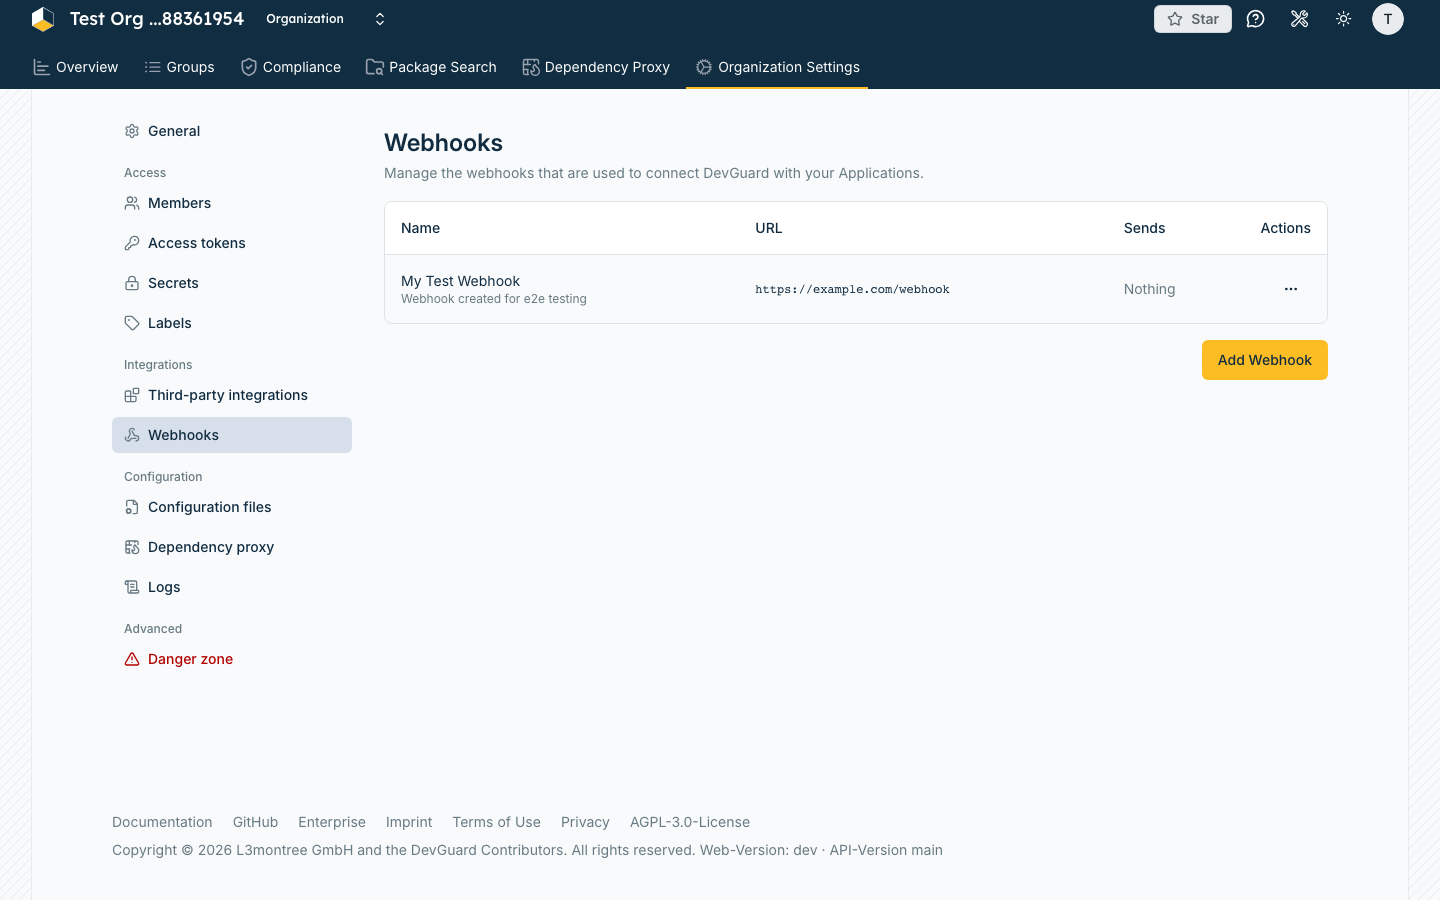 Test Org ...88361954 Organization Star T
Overview Groups Compliance Package Search Dependency Proxy Organization Settings
General
Access
Members
Access tokens
Secrets
Labels
Integrations
Third-party integrations
Webhooks
Configuration
Configuration files
Dependency proxy
Logs
Advanced
Danger zone
Webhooks
Manage the webhooks that are used to connect DevGuard with your Applications.
Name URL Sends Actions
My Test Webhook https://example.com/webhook Nothing
Webhook created for e2e testing
Add Webhook
Documentation GitHub Enterprise Imprint Terms of Use Privacy AGPL-3.0-License
Copyright © 2026 L3montree GmbH and the DevGuard Contributors. All rights reserved. Web-Version: dev · API-Version main